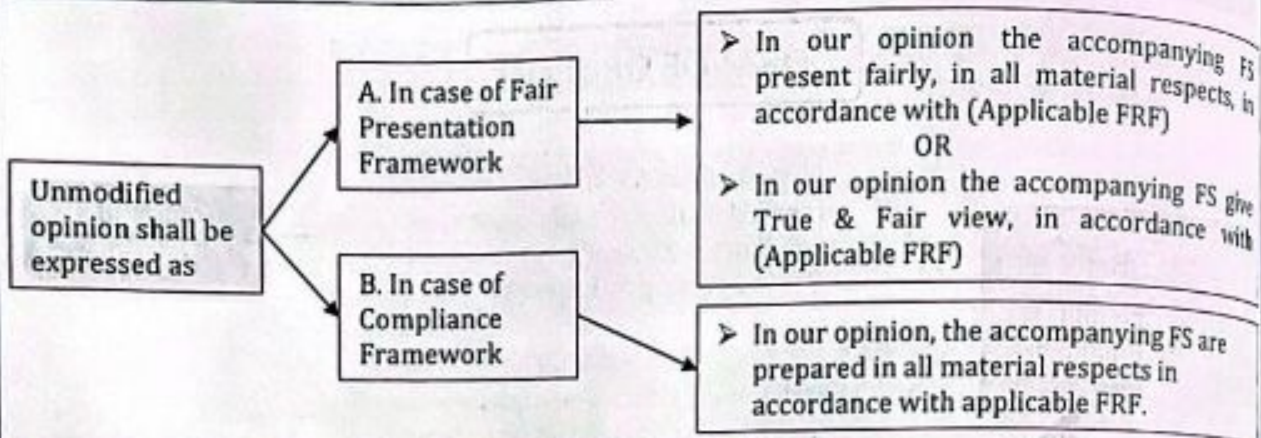 Unmodified
opinion shall be
expressed as
A. In case of Fair
Presentation
Framework
➢ In our opinion the accompanying FS
present fairly, in all material respects, in
accordance with (Applicable FRF)
OR
➢ In our opinion the accompanying FS give
True & Fair view, in accordance with
(Applicable FRF)
B. In case of
Compliance
Framework
➢ In our opinion, the accompanying FS are
prepared in all material respects in
accordance with applicable FRF.